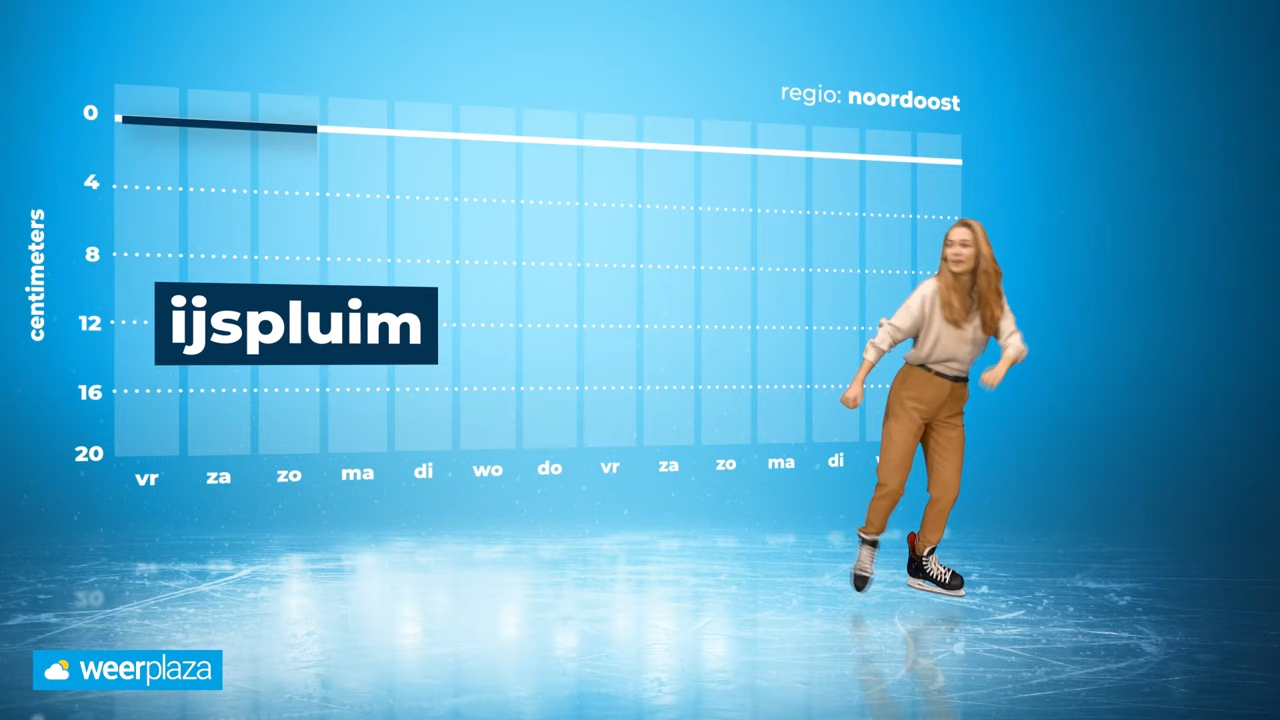 regio: noordoost
centimeters
0
4
8
12
16
20
ijspluim
vr za zo ma di wo do vr za zo ma di
weerplaza